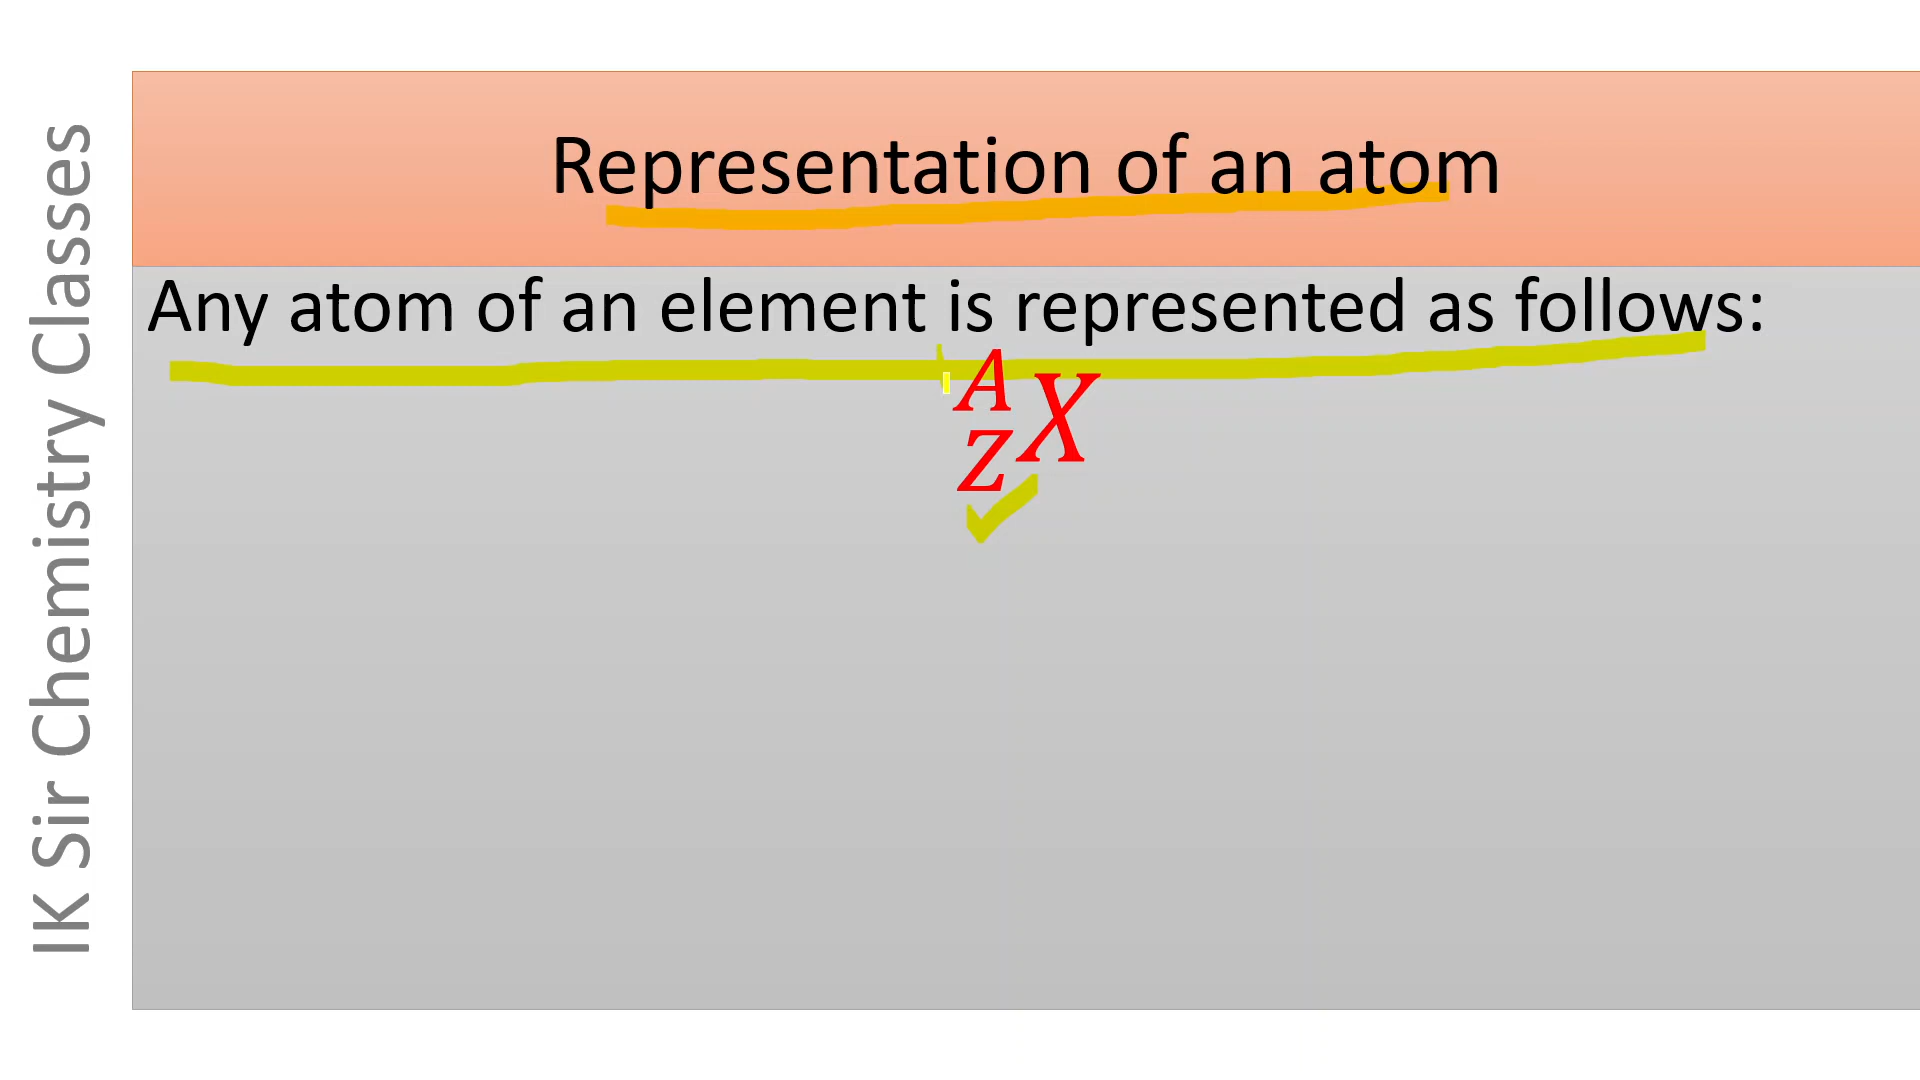 IK Sir Chemistry Classes
Representation of an atom
Any atom of an element is represented as follows:
A
Z X